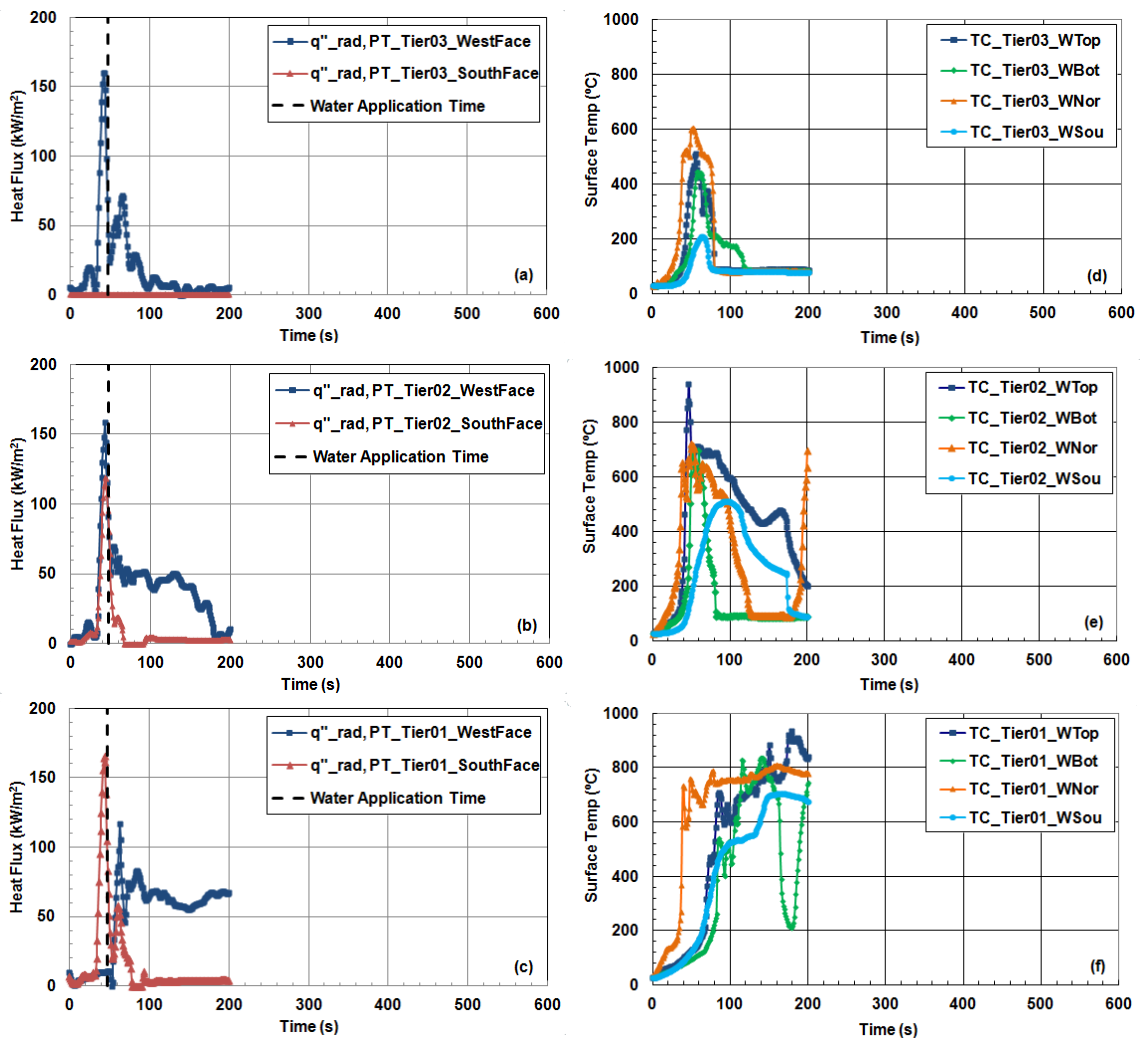 200
150
100
50
0
Heat Flux (kW/m²)
q"_rad, PT_Tier03_WestFace
q"_rad, PT_Tier03_SouthFace
Water Application Time
(a)
0 100 200 300 400 500 600
Time (s)
1000
800
600
400
200
0
Surface Temp (ºC)
TC_Tier03_WTop
TC_Tier03_WBot
TC_Tier03_WNor
TC_Tier03_WSou
(d)
0 100 200 300 400 500 600
Time (s)
200
150
100
50
0
Heat Flux (kW/m²)
q"_rad, PT_Tier02_WestFace
q"_rad, PT_Tier02_SouthFace
Water Application Time
(b)
0 100 200 300 400 500 600
Time (s)
1000
800
600
400
200
0
Surface Temp (ºC)
TC_Tier02_WTop
TC_Tier02_WBot
TC_Tier02_WNor
TC_Tier02_WSou
(e)
0 100 200 300 400 500 600
Time (s)
200
150
100
50
0
Heat Flux (kW/m²)
q"_rad, PT_Tier01_WestFace
q"_rad, PT_Tier01_SouthFace
Water Application Time
(c)
0 100 200 300 400 500 600
Time (s)
1000
800
600
400
200
0
Surface Temp (ºC)
TC_Tier01_WTop
TC_Tier01_WBot
TC_Tier01_WNor
TC_Tier01_WSou
(f)
0 100 200 300 400 500 600
Time (s)